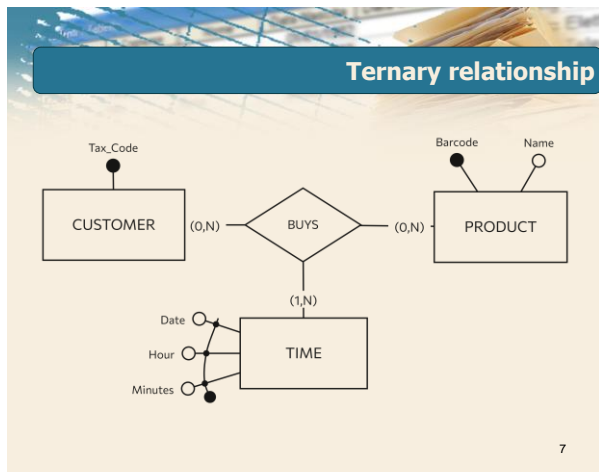 Ternary relationship
Tax_Code
Barcode
Name
CUSTOMER
(0,N)
BUYS
(0,N)
PRODUCT
(1,N)
Date
Hour
Minutes
TIME
7